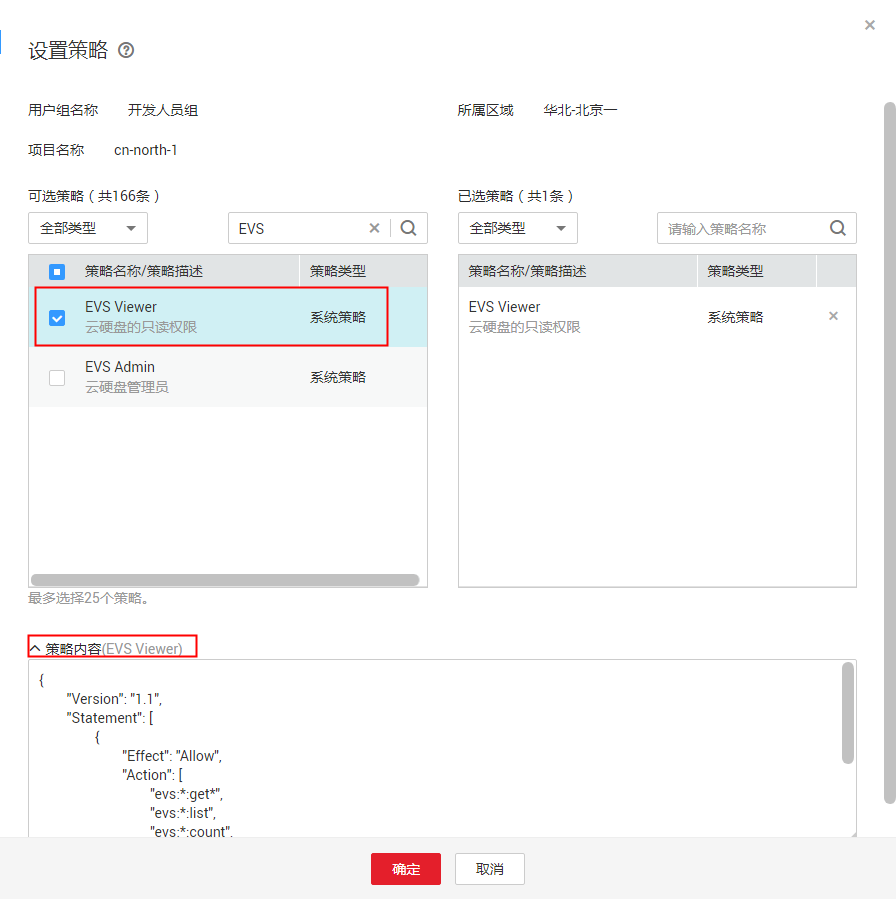 设置策略 ?
用户组名称 开发人员组 所属区域 华北-北京一
项目名称 cn-north-1
可选策略（共166条）
全部类型 EVS
策略名称/策略描述 策略类型
EVS Viewer
云硬盘的只读权限 系统策略
EVS Admin
云硬盘管理员 系统策略
最多选择25个策略。
已选策略（共1条）
全部类型 请输入策略名称
策略名称/策略描述 策略类型
EVS Viewer
云硬盘的只读权限 系统策略
策略内容(EVS Viewer)
{
"Version": "1.1",
"Statement": [
{
"Effect": "Allow",
"Action": [
"evs:*:get*",
"evs:*:list",
"evs:*:count",
确定 取消